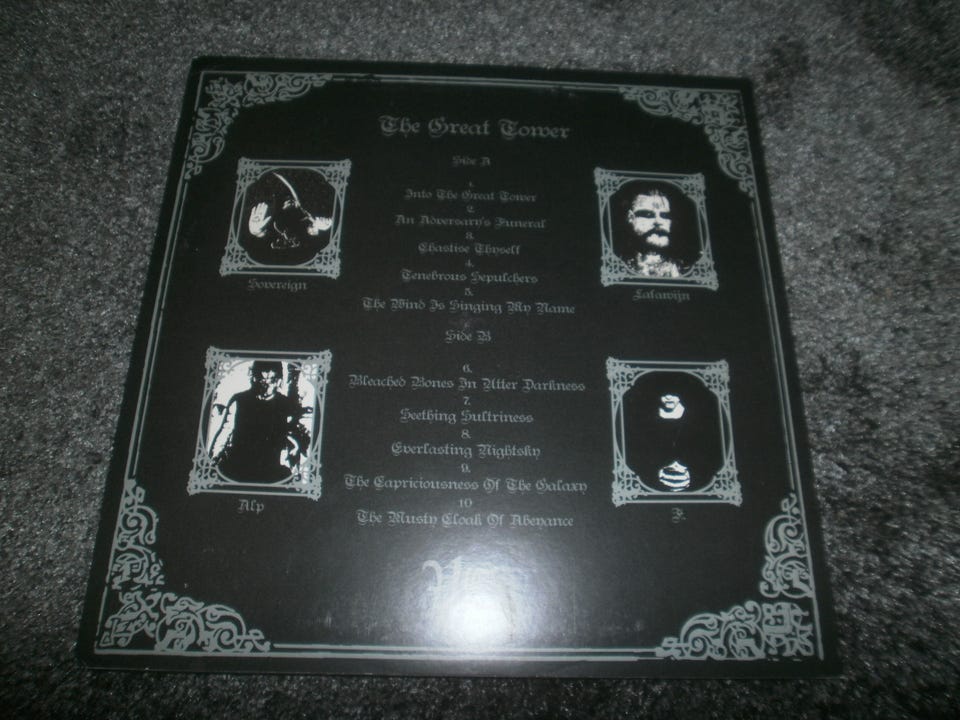 The Great Tower
Side A
1.
Into The Great Tower
2.
An Adversary's Funeral
3.
Chastise Thyself
4.
Tenebrous Sepulchers
5.
The Wind Is Singing My Name
Side B
6.
Bleached Bones In Utter Darkness
7.
Seething Sultriness
8.
Everlasting Nightsky
9.
The Capriciousness Of The Galaxy
10
The Musty Cloak Of Abeyance
Sovereign
Lafawijn
Alp